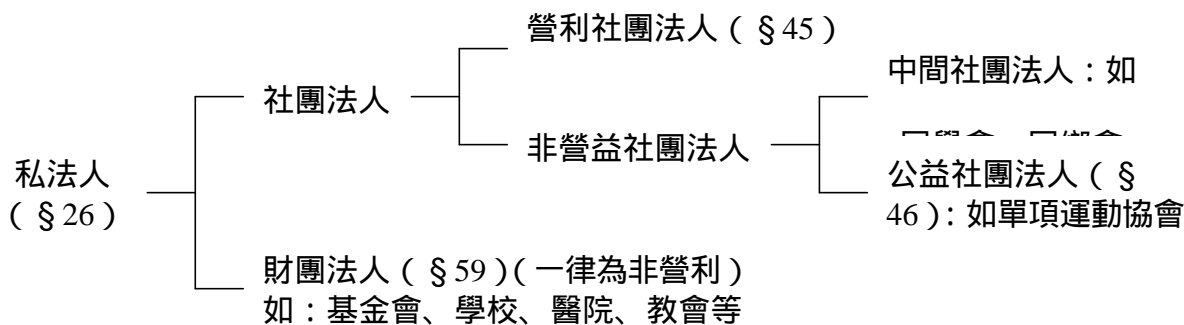 私法人
(§26)
社團法人
營利社團法人(§45)
非營益社團法人
中間社團法人:如
公益社團法人(§
46):如單項運動協會
財團法人(§59)(一律為非營利)
如:基金會、學校、醫院、教會等